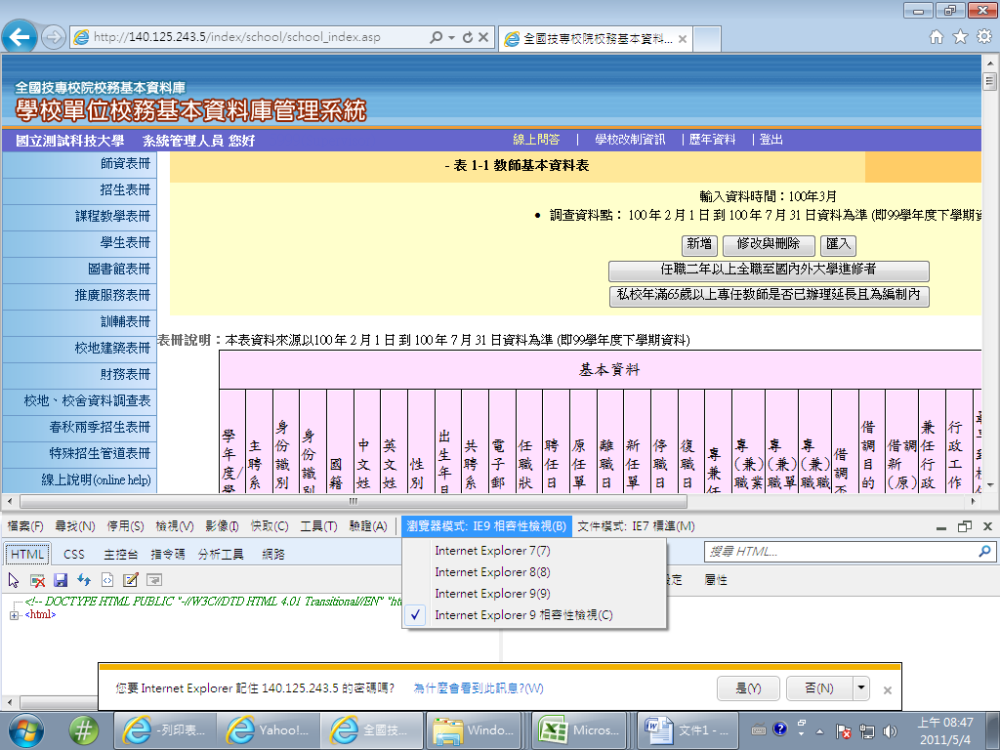 http://140.125.243.5/index/school/school_index.asp
全國技專校院校務基本資料...
全國技專校院校務基本資料庫
學校單位校務基本資料庫管理系統
國立測試科技大學 系統管理人員 您好
線上問答 | 學校改制資訊 | 歷年資料 | 登出
師資表冊
招生表冊
課程教學表冊
學生表冊
圖書館表冊
推廣服務表冊
訓輔表冊
校地建築表冊
財務表冊
校地、校舍資料調查表
春秋兩季招生表冊
特殊招生管道表冊
線上說明(online help)
- 表 1-1 教師基本資料表
輸入資料時間：100年3月
• 調查資料點： 100 年 2 月 1 日 到 100 年 7 月 31 日資料為準 (即99學年度下學期資
新增 修改與刪除 匯入
任職二年以上全職至國內外大學進修者
私校年滿65歲以上專任教師是否已辦理延長且為編制內
表冊說明：本表資料來源以100 年 2 月 1 日 到 100 年 7 月 31 日資料為準 (即99學年度下學期資料)
基本資料
學年度/學
主聘系
身份識別
身份識別
國籍
中文姓
英文姓
性別
出生年月
共聘系
電子郵
任職狀
聘任日
原任單
離職日
新任單
停職日
復職日
專兼任
專(兼)職業
專(兼)職單
專(兼)職職
借調否
借調目的
借調新(原)
兼任行政
行政工作
檔案(F) 尋找(N) 停用(S) 檢視(V) 影像(I) 快取(C) 工具(T) 驗證(A) 瀏覽器模式: IE9 相容性檢視(B) 文件模式: IE7 標準(M)
HTML CSS 主控台 指令碼 分析工具 網路
搜尋 HTML...
Internet Explorer 7(7)
Internet Explorer 8(8)
Internet Explorer 9(9)
✓ Internet Explorer 9 相容性檢視(C)
定 屬性
<!-- DOCTYPE HTML PUBLIC "-//W3C//DTD HTML 4.01 Transitional//EN" "ht
<html>
您要 Internet Explorer 記住 140.125.243.5 的密碼嗎? 為什麼會看到此訊息?(W)
是(Y) 否(N)
-列印表... Yahoo!... 全國技... Windo... Micros... 文件1 - ...
上午 08:47
2011/5/4